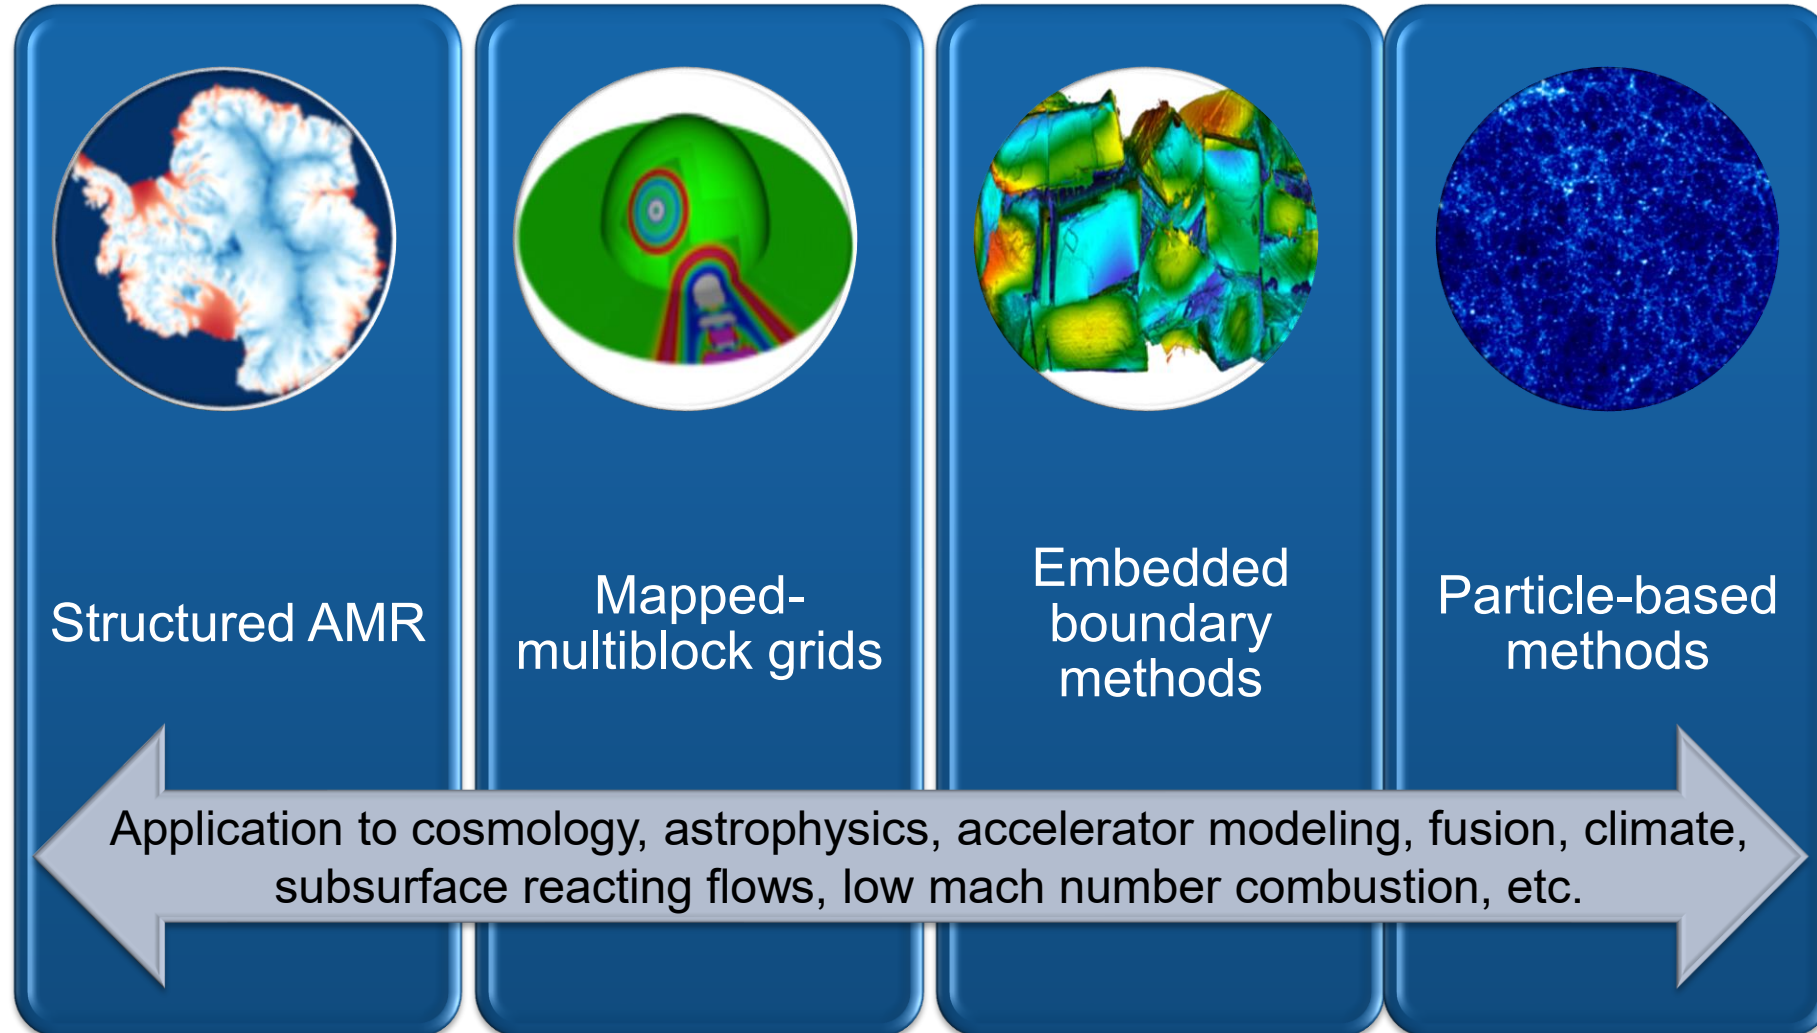 Structured AMR
Mapped-
multiblock grids
Embedded
boundary
methods
Particle-based
methods
Application to cosmology, astrophysics, accelerator modeling, fusion, climate,
subsurface reacting flows, low mach number combustion, etc.